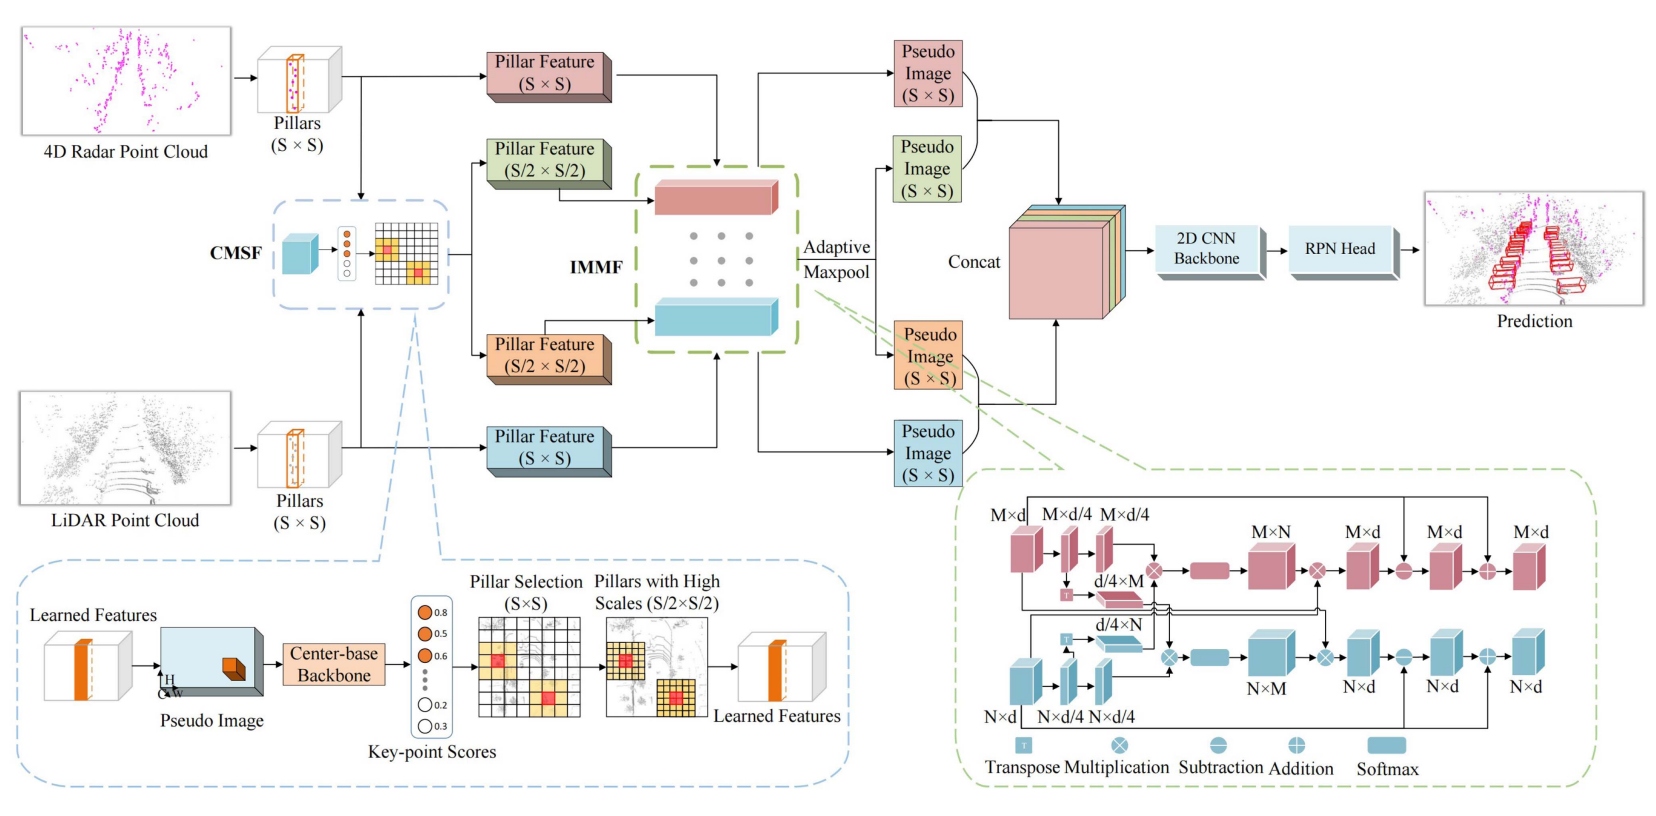 4D Radar Point Cloud
Pillars
(S × S)
Pillar Feature
(S × S)
Pillar Feature
(S/2 × S/2)
CMSF
IMMF
Pillar Feature
(S/2 × S/2)
Pillar Feature
(S × S)
LiDAR Point Cloud
Pillars
(S × S)
Adaptive
Maxpool
Pseudo
Image
(S × S)
Pseudo
Image
(S × S)
Pseudo
Image
(S × S)
Pseudo
Image
(S × S)
Concat
2D CNN
Backbone
RPN Head
Prediction
Learned Features
H
C
W
Pseudo Image
Center-base
Backbone
0.8
0.5
0.6
0.2
0.3
Key-point Scores
Pillar Selection
(S×S)
Pillars with High
Scales (S/2×S/2)
Learned Features
M×d
M×d/4
M×d/4
M×N
M×d
M×d
M×d
T
d/4×M
d/4×N
T
N×d
N×d/4
N×d/4
N×M
N×d
N×d
N×d
T
Transpose
Multiplication
Subtraction
Addition
Softmax